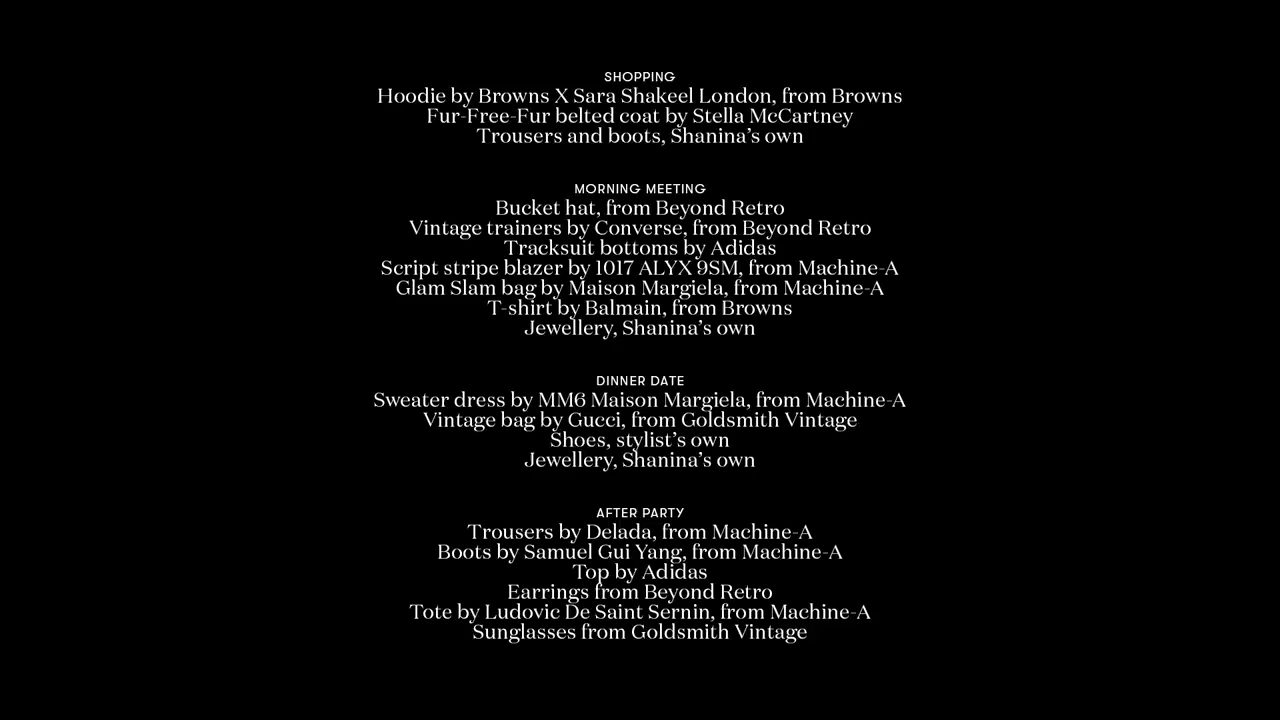 SHOPPING
Hoodie by Browns X Sara Shakeel London, from Browns
Fur-Free-Fur belted coat by Stella McCartney
Trousers and boots, Shanina’s own
MORNING MEETING
Bucket hat, from Beyond Retro
Vintage trainers by Converse, from Beyond Retro
Tracksuit bottoms by Adidas
Script stripe blazer by 1017 ALYX 9SM, from Machine-A
Glam Slam bag by Maison Margiela, from Machine-A
T-shirt by Balmain, from Browns
Jewellery, Shanina’s own
DINNER DATE
Sweater dress by MM6 Maison Margiela, from Machine-A
Vintage bag by Gucci, from Goldsmith Vintage
Shoes, stylist’s own
Jewellery, Shanina’s own
AFTER PARTY
Trousers by Delada, from Machine-A
Boots by Samuel Gui Yang, from Machine-A
Top by Adidas
Earrings from Beyond Retro
Tote by Ludovic De Saint Sernin, from Machine-A
Sunglasses from Goldsmith Vintage